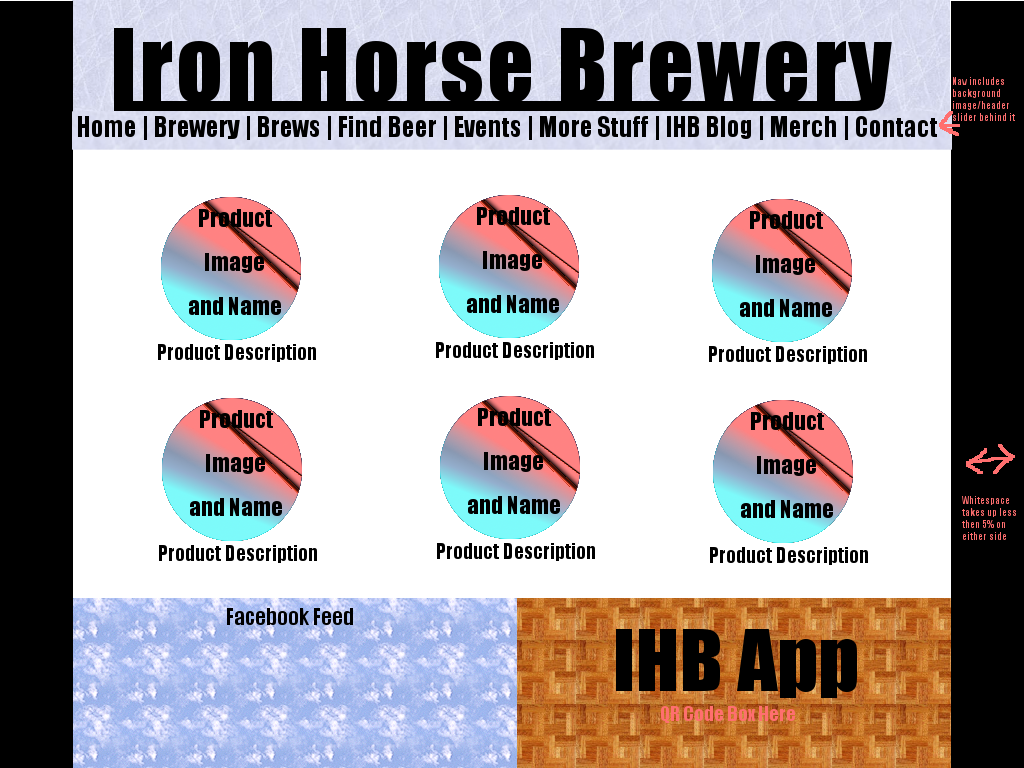 Iron Horse Brewery
Home | Brewery | Brews | Find Beer | Events | More Stuff | IHB Blog | Merch | Contact
Nav includes
background
image/header
slider behind it
Product
Image
and Name
Product Description
Product
Image
and Name
Product Description
Product
Image
and Name
Product Description
Product
Image
and Name
Product Description
Product
Image
and Name
Product Description
Product
Image
and Name
Product Description
Whitespace
takes up less
then 5% on
either side
Facebook Feed
IHB App
QR Code Box Here